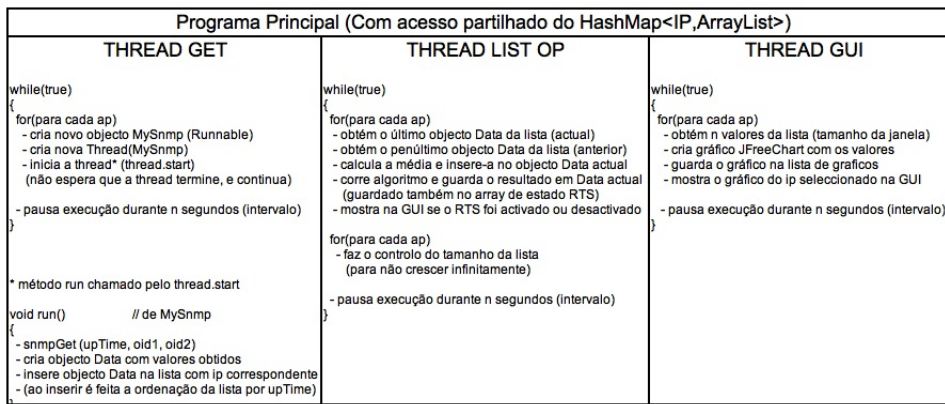 Programa Principal (Com acesso partilhado do HashMap<IP,ArrayList>)
THREAD GET
while(true)
{
for(para cada ap)
- cria novo objecto MySnmp (Runnable)
- cria nova Thread(MySnmp)
- inicia a thread* (thread.start)
(não espera que a thread termine, e continua)
- pausa execução durante n segundos (intervalo)
}
* método run chamado pelo thread.start
void run() // de MySnmp
{
- snmpGet (upTime, oid1, oid2)
- cria objecto Data com valores obtidos
- insere objecto Data na lista com ip correspondente
- (ao inserir é feita a ordenação da lista por upTime)
}
THREAD LIST OP
while(true)
{
for(para cada ap)
- obtém o último objecto Data da lista (actual)
- obtém o penúltimo objecto Data da lista (anterior)
- calcula a média e insere-a no objecto Data actual
- corre algoritmo e guarda o resultado em Data actual
(guardado também no array de estado RTS)
- mostra na GUI se o RTS foi activado ou desactivado
for(para cada ap)
- faz o controlo do tamanho da lista
(para não crescer infinitamente)
- pausa execução durante n segundos (intervalo)
}
THREAD GUI
while(true)
{
for(para cada ap)
- obtém n valores da lista (tamanho da janela)
- cria gráfico JFreeChart com os valores
- guarda o gráfico na lista de graficos
- mostra o gráfico do ip seleccionado na GUI
- pausa execução durante n segundos (intervalo)
}